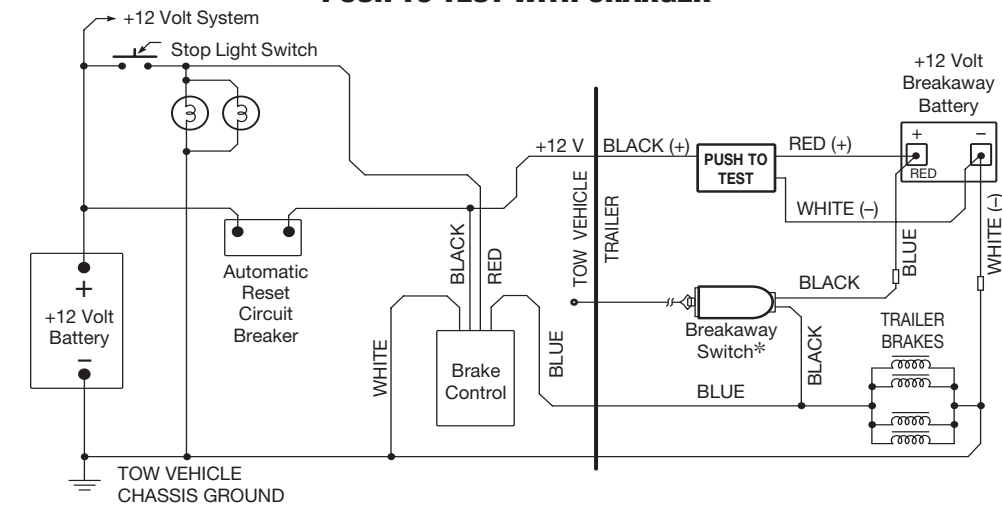 PUSH TO TEST WITH CHARGER
+12 Volt System
Stop Light Switch
+12 Volt
Breakaway
Battery
+12 V
BLACK (+)
PUSH TO
TEST
RED (+)
+
–
RED
WHITE (–)
TOW VEHICLE
TRAILER
BLACK
RED
BLUE
WHITE (–)
Automatic
Reset
Circuit
Breaker
+
+12 Volt
Battery
–
BLACK
Breakaway
Switch*
BLACK
TRAILER
BRAKES
WHITE
Brake
Control
BLUE
BLUE
TOW VEHICLE
CHASSIS GROUND